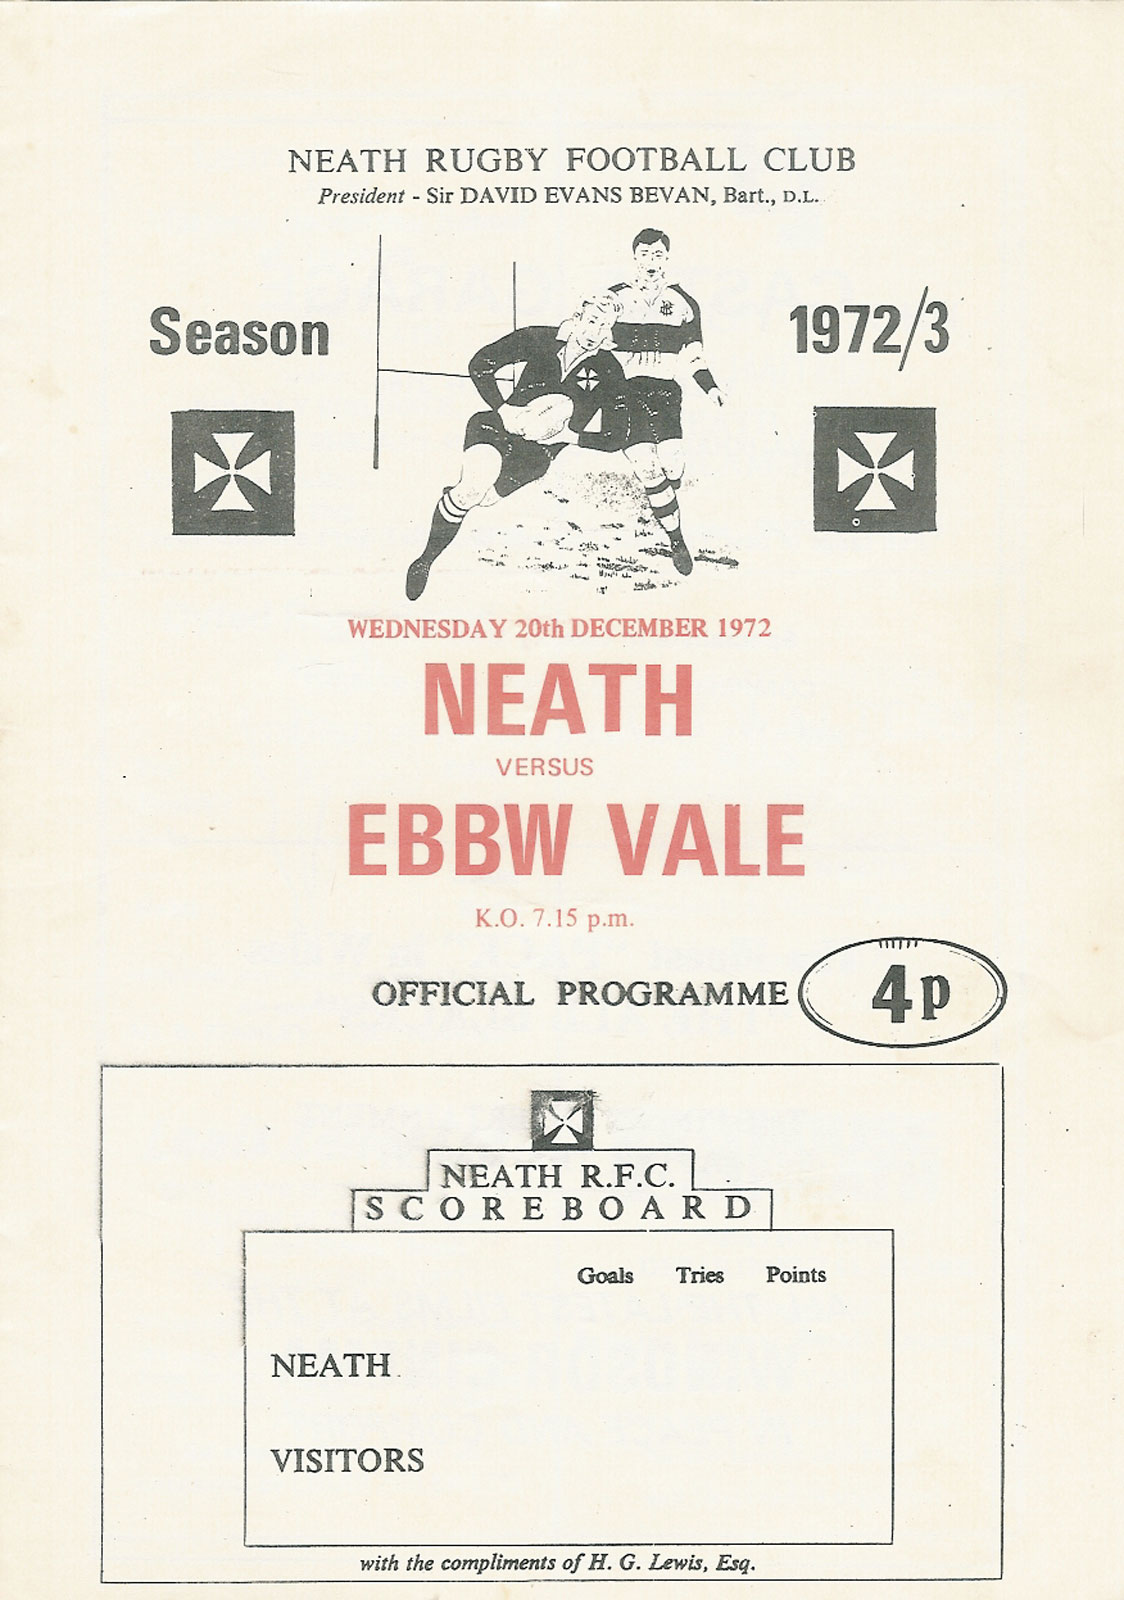 NEATH RUGBY FOOTBALL CLUB
President - Sir DAVID EVANS BEVAN, Bart., D.L.
Season 1972/3
WEDNESDAY 20th DECEMBER 1972
NEATH
VERSUS
EBBW VALE
K.O. 7.15 p.m.
OFFICIAL PROGRAMME 4p
NEATH R.F.C.
SCOREBOARD
Goals Tries Points
NEATH
VISITORS
with the compliments of H. G. Lewis, Esq.